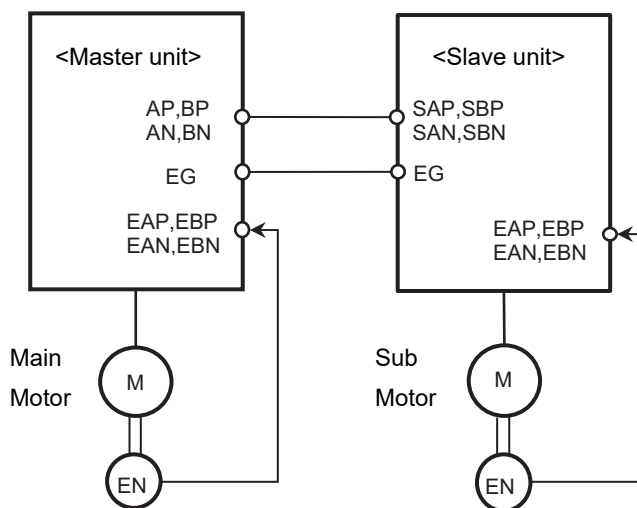 <Master unit>
AP,BP
AN,BN
EG
EAP,EBP
EAN,EBN
Main
Motor
M
EN
<Slave unit>
SAP,SBP
SAN,SBN
EG
EAP,EBP
EAN,EBN
Sub
Motor
M
EN